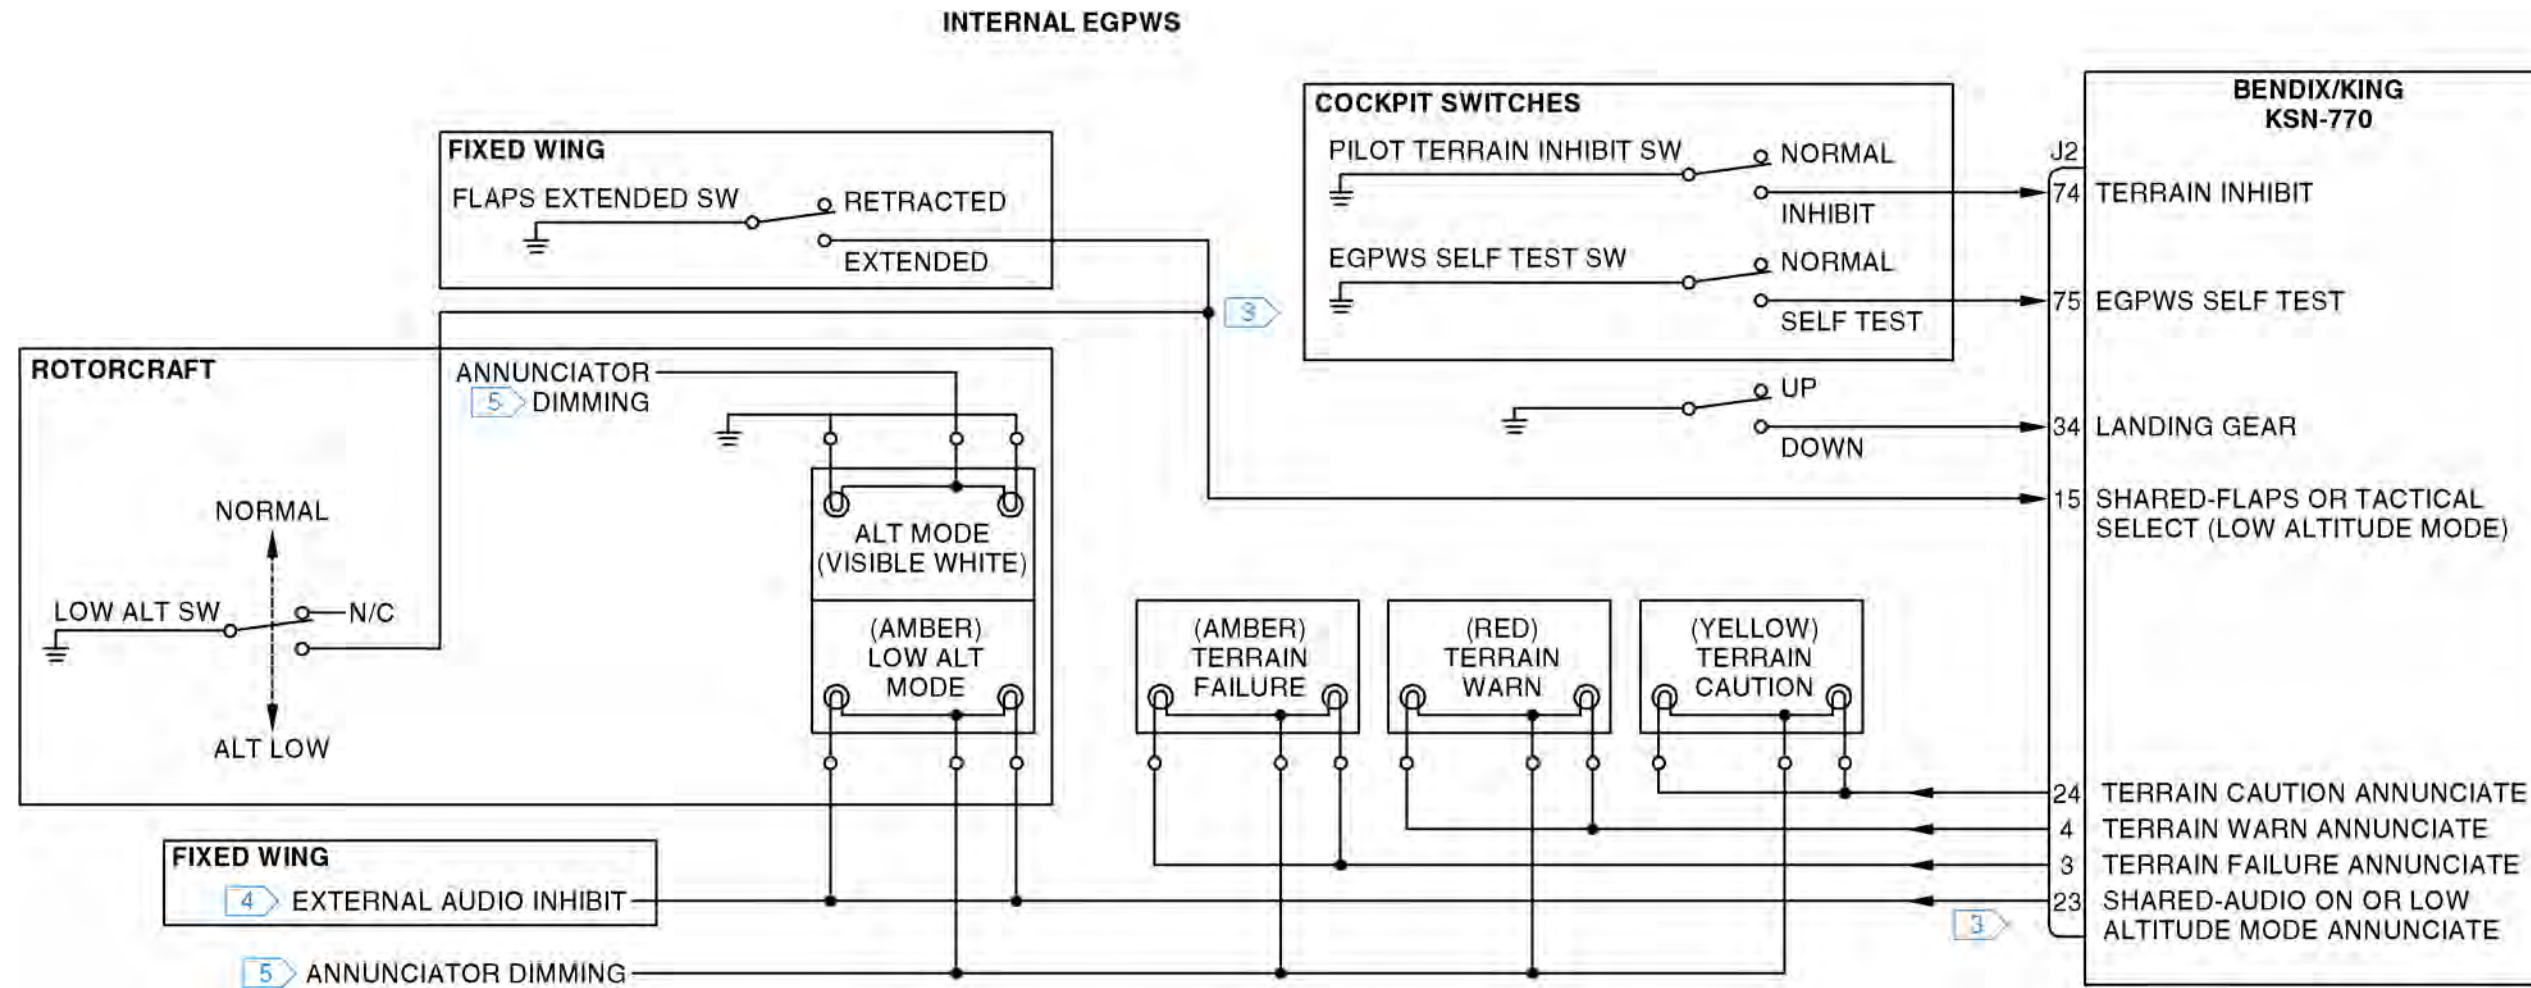 INTERNAL EGPWS
FIXED WING
FLAPS EXTENDED SW
RETRACTED
EXTENDED
3
COCKPIT SWITCHES
PILOT TERRAIN INHIBIT SW
NORMAL
INHIBIT
EGPWS SELF TEST SW
NORMAL
SELF TEST
UP
DOWN
BENDIX/KING
KSN-770
J2
74 TERRAIN INHIBIT
75 EGPWS SELF TEST
34 LANDING GEAR
15 SHARED-FLAPS OR TACTICAL
SELECT (LOW ALTITUDE MODE)
ROTORCRAFT
ANNUNCIATOR
5 DIMMING
NORMAL
LOW ALT SW
N/C
ALT LOW
ALT MODE
(VISIBLE WHITE)
(AMBER)
LOW ALT
MODE
(AMBER)
TERRAIN
FAILURE
(RED)
TERRAIN
WARN
(YELLOW)
TERRAIN
CAUTION
24 TERRAIN CAUTION ANNUNCIATE
4 TERRAIN WARN ANNUNCIATE
3 TERRAIN FAILURE ANNUNCIATE
23 SHARED-AUDIO ON OR LOW
ALTITUDE MODE ANNUNCIATE
3
FIXED WING
4 EXTERNAL AUDIO INHIBIT
5 ANNUNCIATOR DIMMING